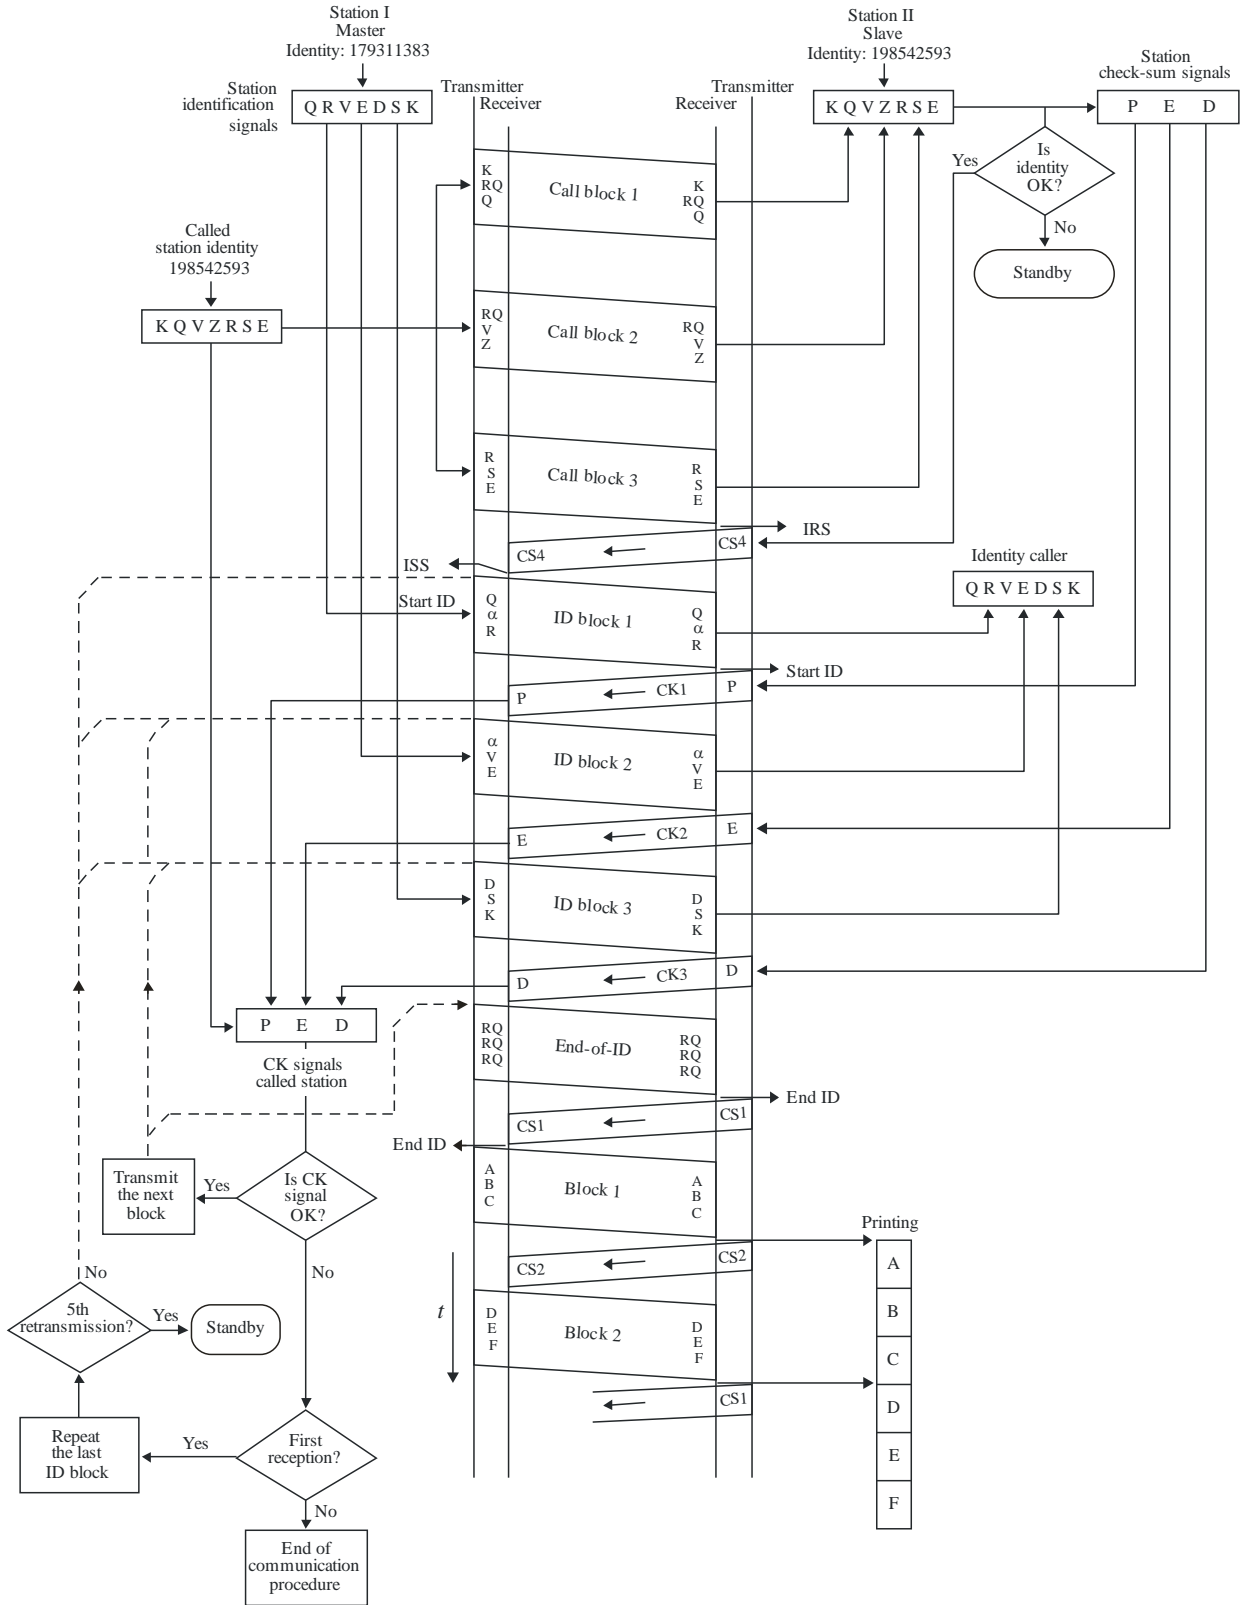 Station I
Master
Identity: 179311383
Station II
Slave
Identity: 198542593
Station
check-sum signals
Station
identification
signals
Q R V E D S K
Transmitter
Receiver
Receiver
Transmitter
K Q V Z R S E
P E D
Is
identity
OK?
Yes
No
Standby
K
RQ
Q
Call block 1
K
RQ
Q
Called
station identity
198542593
K Q V Z R S E
RQ
V
Z
Call block 2
RQ
V
Z
R
S
E
Call block 3
R
S
E
IRS
CS4
CS4
ISS
Identity caller
Q R V E D S K
Start ID
Q
α
R
ID block 1
Q
α
R
Start ID
P
CK1
P
α
V
E
ID block 2
α
V
E
E
CK2
E
D
S
K
ID block 3
D
S
K
D
CK3
D
P E D
CK signals
called station
RQ
RQ
RQ
End-of-ID
RQ
RQ
RQ
End ID
CS1
CS1
End ID
Transmit
the next
block
Yes
Is CK
signal
OK?
No
A
B
C
Block 1
A
B
C
Printing
CS2
CS2
A
B
C
D
E
F
t
D
E
F
Block 2
D
E
F
CS1
No
5th
retransmission?
Yes
Standby
Repeat
the last
ID block
Yes
First
reception?
No
End of
communication
procedure